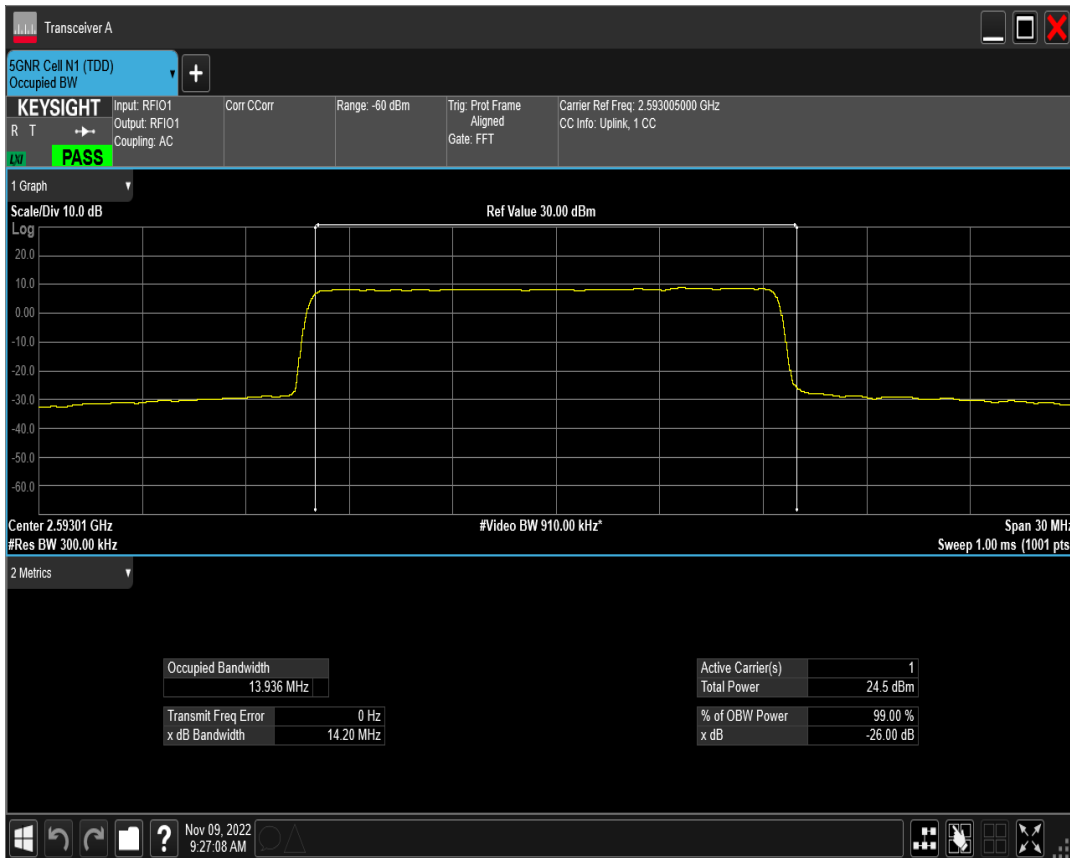 Transceiver A
5GNR Cell N1 (TDD)
Occupied BW
+
KEYSIGHT
R T
LXI
PASS
Input: RFIO1
Output: RFIO1
Coupling: AC
Corr CCorr
Range: -60 dBm
Trig: Prot Frame
Aligned
Gate: FFT
Carrier Ref Freq: 2.593005000 GHz
CC Info: Uplink, 1 CC
1 Graph
Scale/Div 10.0 dB
Ref Value 30.00 dBm
Log
20.0
10.0
0.00
-10.0
-20.0
-30.0
-40.0
-50.0
-60.0
Center 2.59301 GHz
#Video BW 910.00 kHz*
Span 30 MHz
#Res BW 300.00 kHz
Sweep 1.00 ms (1001 pts
2 Metrics
Occupied Bandwidth
13.936 MHz
Transmit Freq Error 0 Hz
x dB Bandwidth 14.20 MHz
Active Carrier(s) 1
Total Power 24.5 dBm
% of OBW Power 99.00 %
x dB -26.00 dB
?
Nov 09, 2022
9:27:08 AM